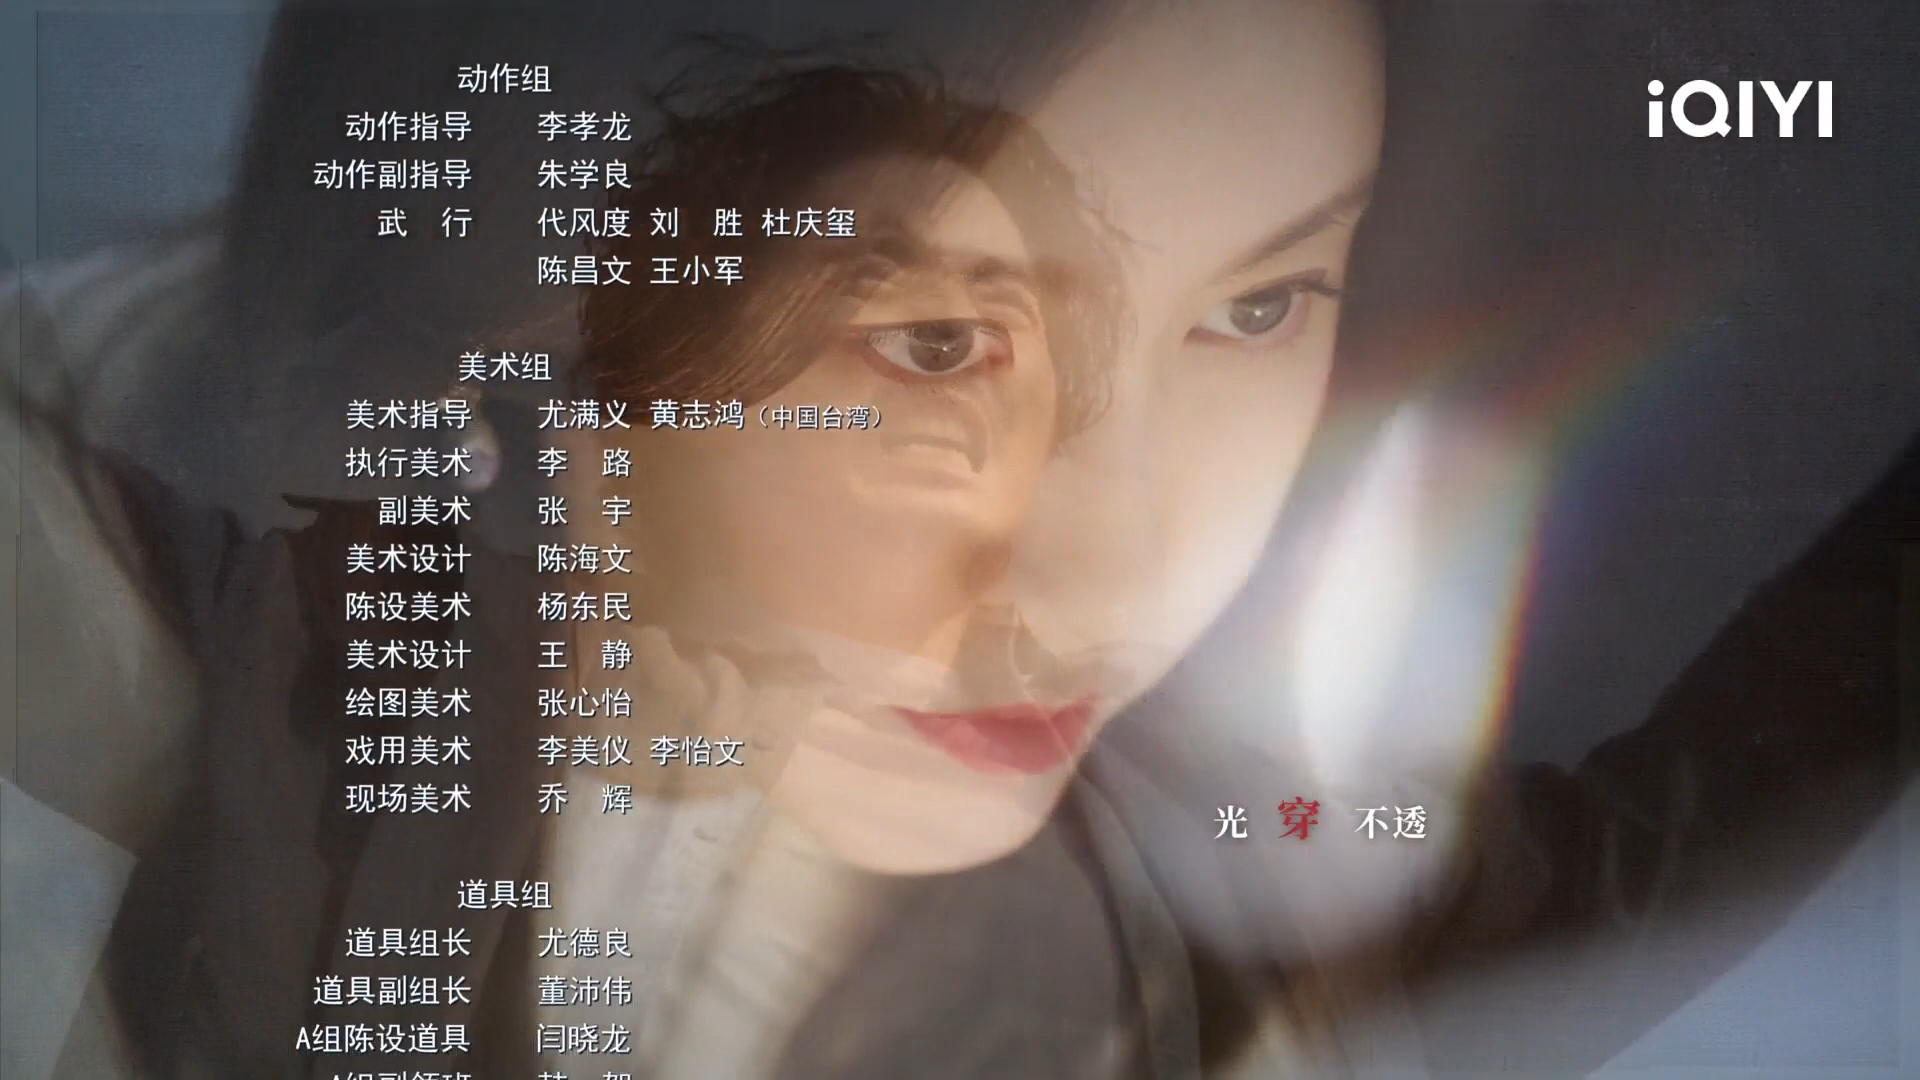 iQIYI
动作组
动作指导 李孝龙
动作副指导 朱学良
武 行 代风度 刘 胜 杜庆玺
陈昌文 王小军
美术组
美术指导 尤满义 黄志鸿（中国台湾）
执行美术 李 路
副美术 张 宇
美术设计 陈海文
陈设美术 杨东民
美术设计 王 静
绘图美术 张心怡
戏用美术 李美仪 李怡文
现场美术 乔 辉
光 穿 不透
道具组
道具组长 尤德良
道具副组长 董沛伟
A组陈设道具 闫晓龙